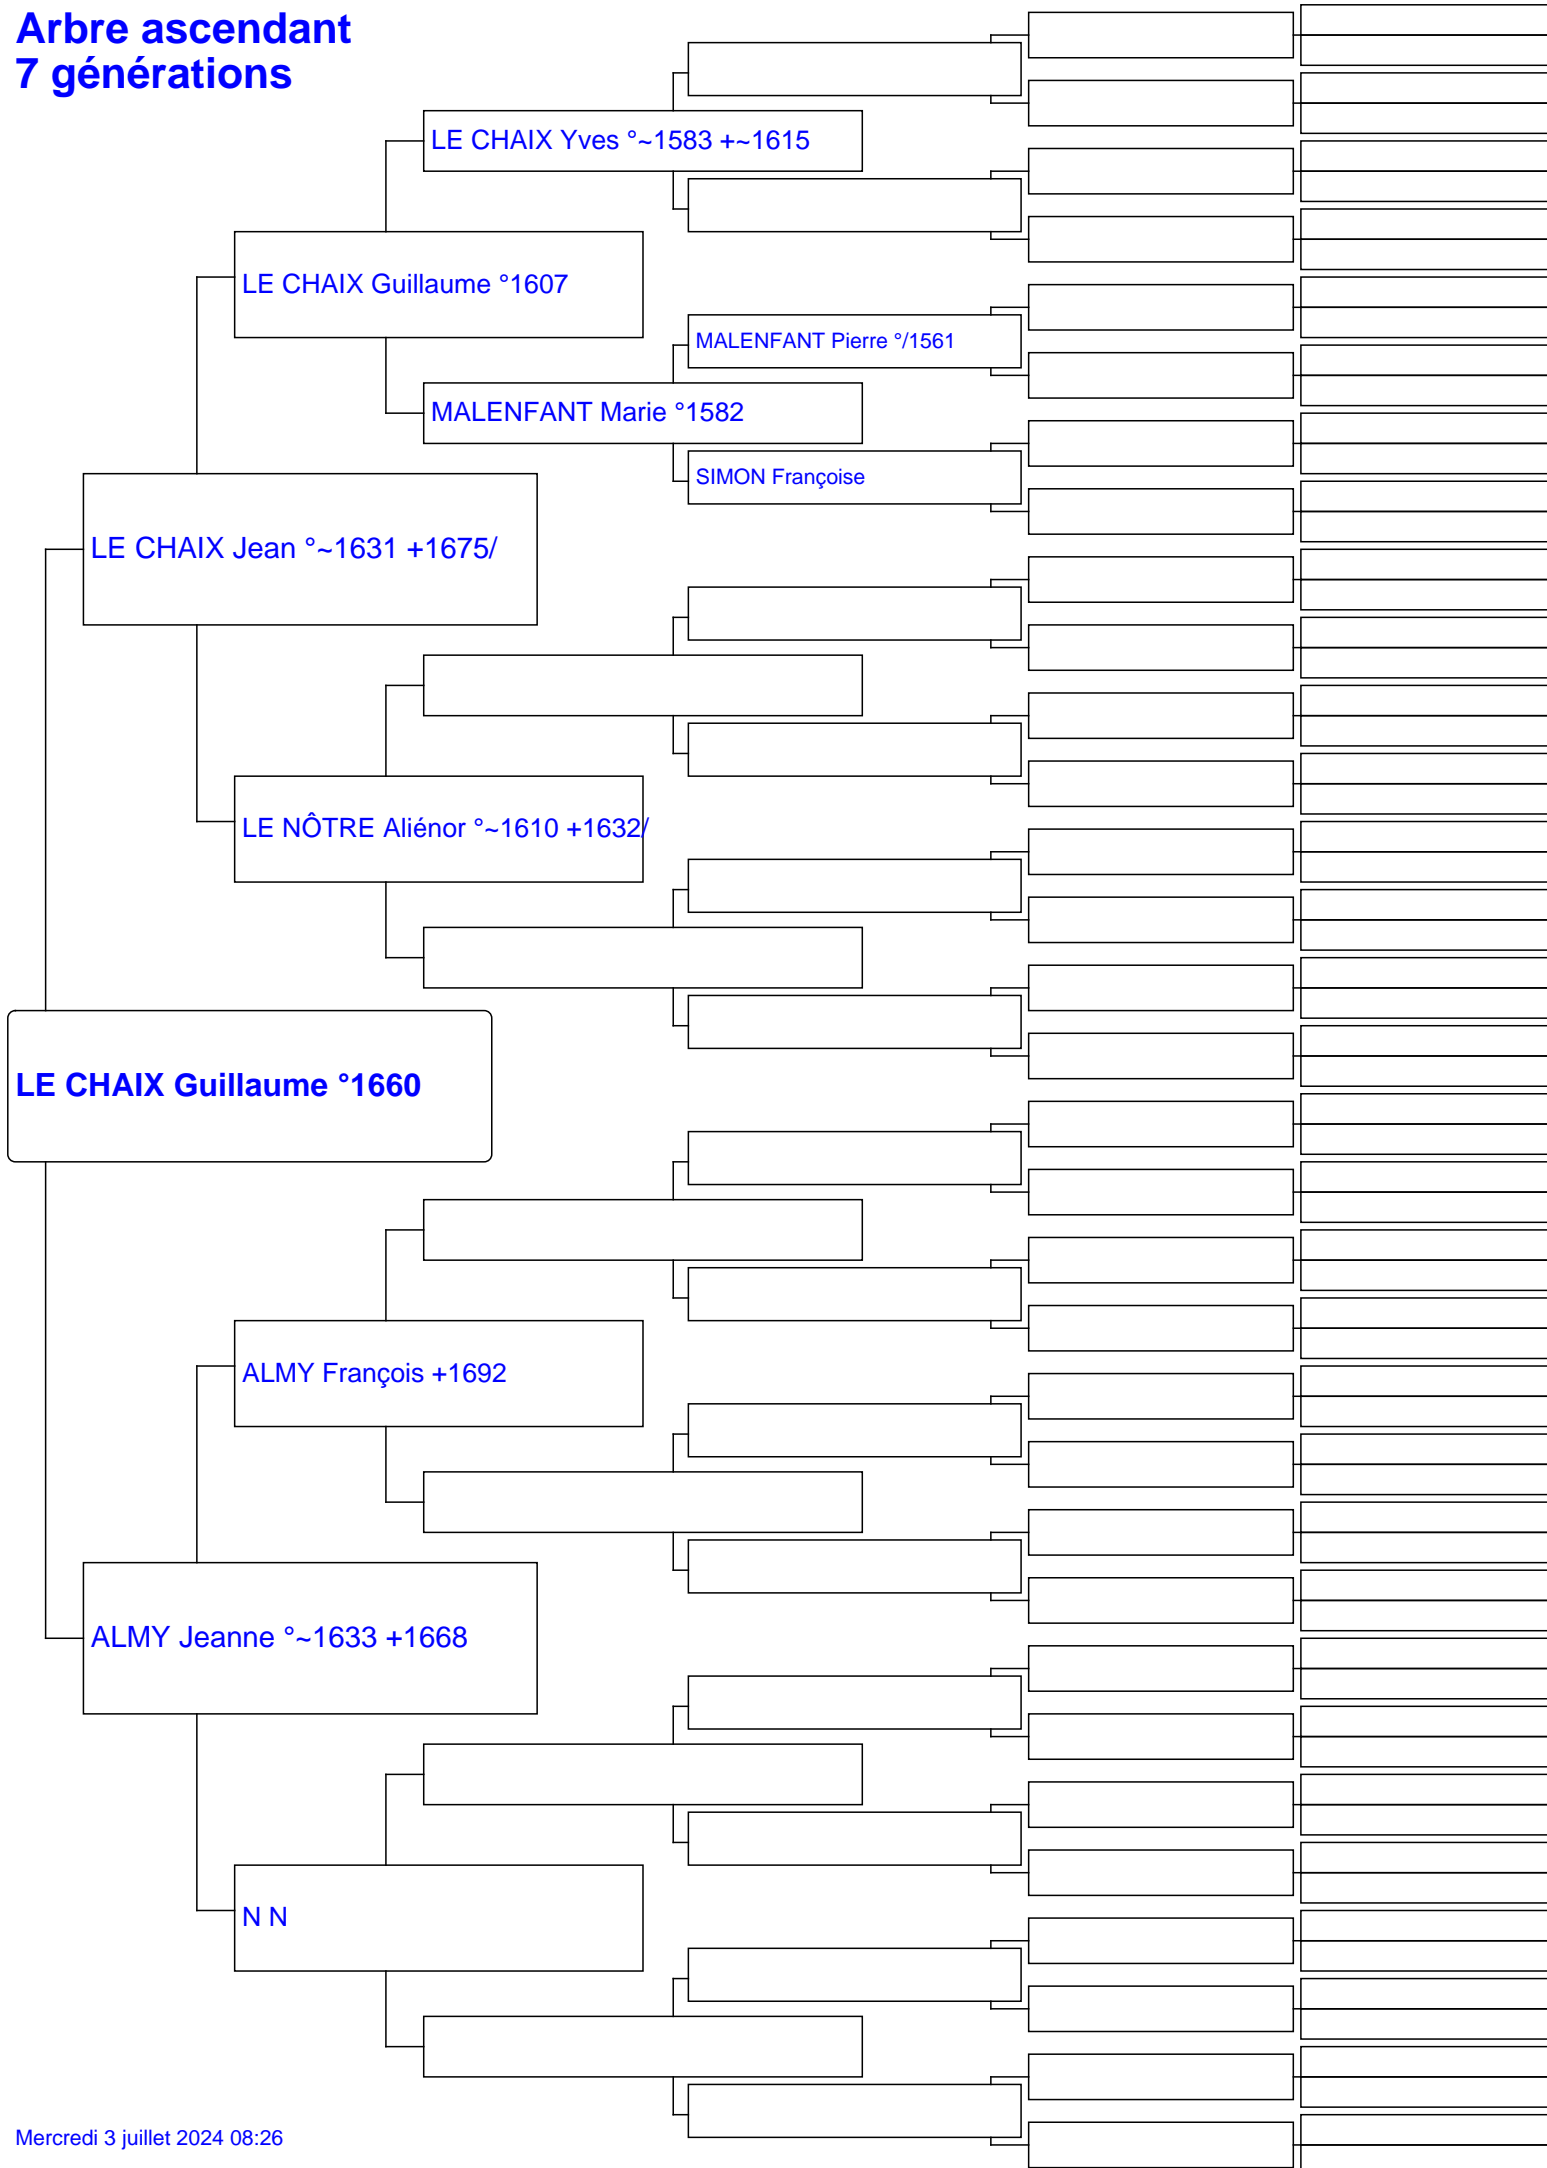 Arbre ascendant
7 générations
LE CHAIX Yves °~1583 +~1615
LE CHAIX Guillaume °1607
MALENFANT Pierre °/1561
MALENFANT Marie °1582
SIMON Françoise
LE CHAIX Jean °~1631 +1675/
LE NÔTRE Aliénor °~1610 +1632/
LE CHAIX Guillaume °1660
ALMY François +1692
ALMY Jeanne °~1633 +1668
N N
Mercredi 3 juillet 2024 08:26